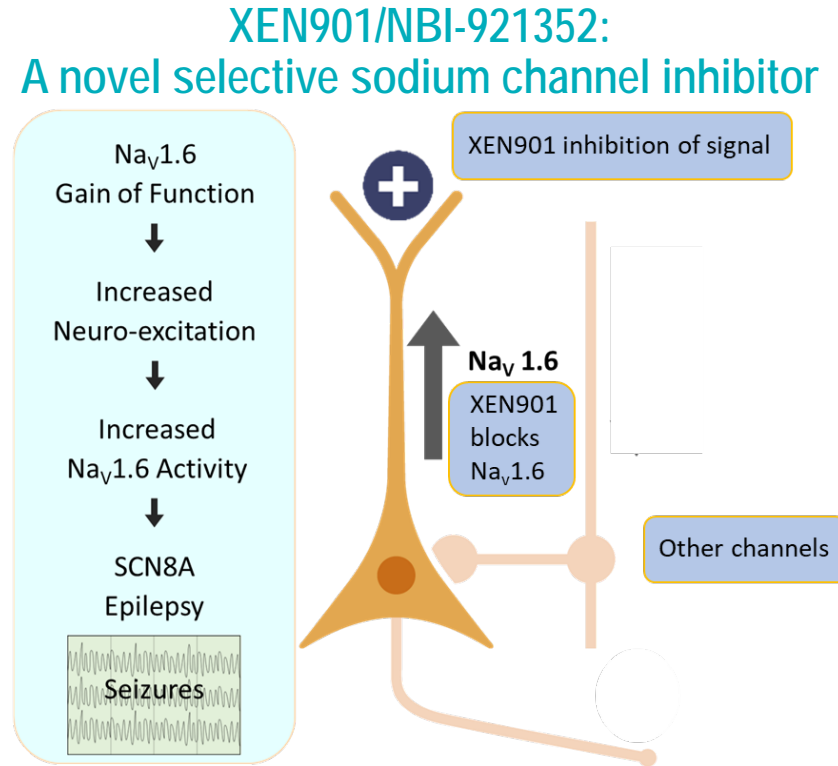 XEN901/NBI-921352:
A novel selective sodium channel inhibitor
Naᵥ1.6
Gain of Function
Increased
Neuro-excitation
Increased
Naᵥ1.6 Activity
SCN8A
Epilepsy
Seizures
XEN901 inhibition of signal
Naᵥ 1.6
XEN901
blocks
Naᵥ1.6
Other channels